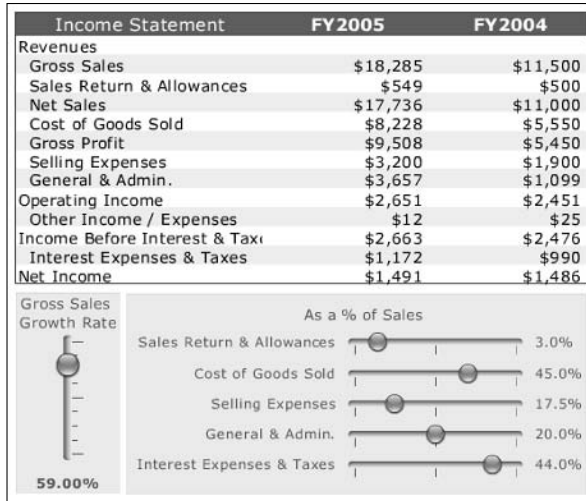 Income Statement FY2005 FY2004
Revenues
Gross Sales $18,285 $11,500
Sales Return & Allowances $549 $500
Net Sales $17,736 $11,000
Cost of Goods Sold $8,228 $5,550
Gross Profit $9,508 $5,450
Selling Expenses $3,200 $1,900
General & Admin. $3,657 $1,099
Operating Income $2,651 $2,451
Other Income / Expenses $12 $25
Income Before Interest & Tax $2,663 $2,476
Interest Expenses & Taxes $1,172 $990
Net Income $1,491 $1,486
Gross Sales
Growth Rate
59.00%
As a % of Sales
Sales Return & Allowances 3.0%
Cost of Goods Sold 45.0%
Selling Expenses 17.5%
General & Admin. 20.0%
Interest Expenses & Taxes 44.0%